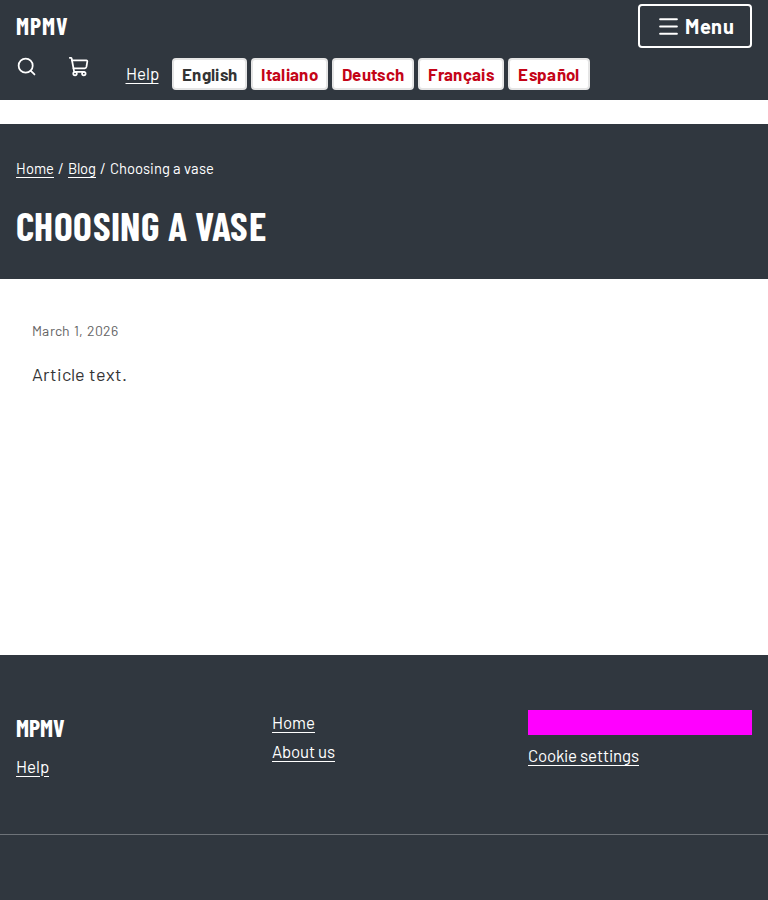 MPMV
Menu
Help English Italiano Deutsch Français Español
Home / Blog / Choosing a vase
CHOOSING A VASE
March 1, 2026
Article text.
MPMV
Help
Home
About us
Cookie settings